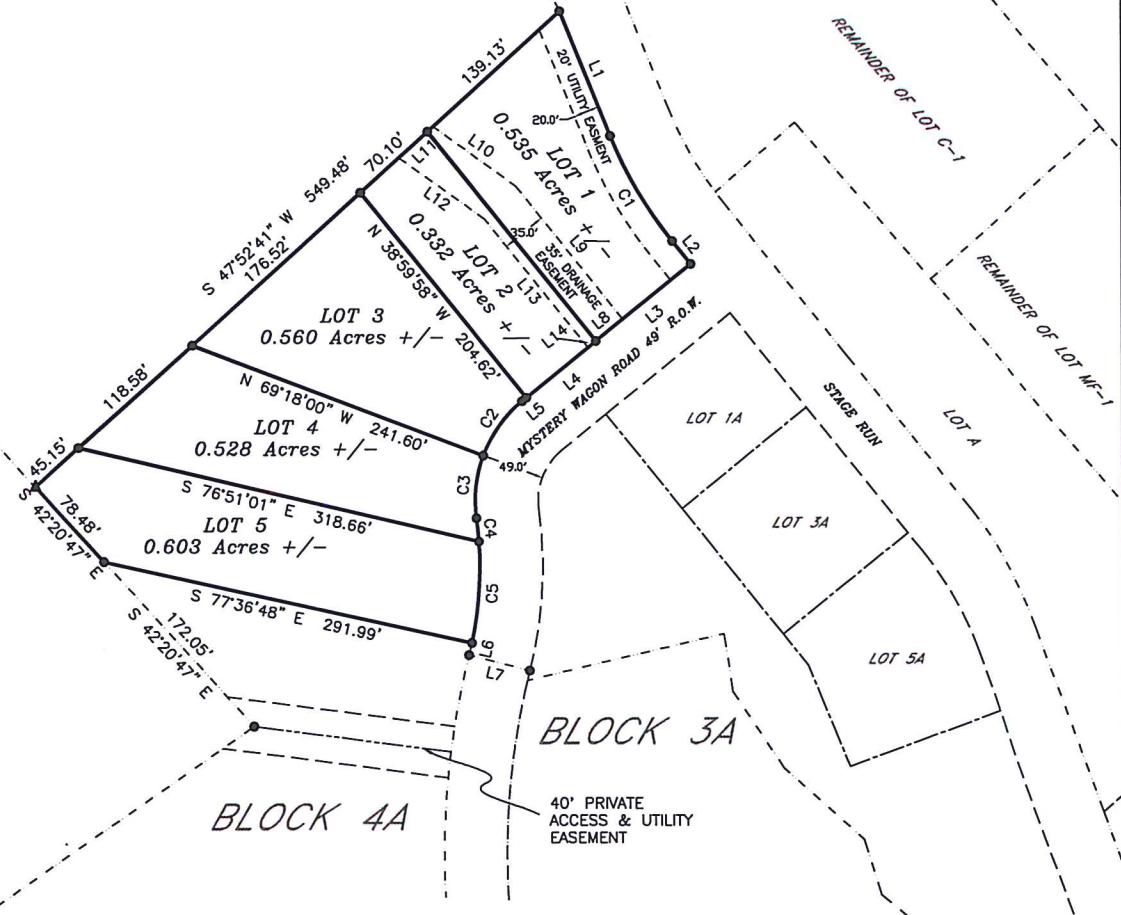 139.13'
L1
20' UTILITY
EASMENT
20.0'
REMAINDER OF LOT C-1
70.10'
L11
L10
LOT 1
0.535 Acres +/-
C1
S 47°52'41" W 549.48'
176.52'
L12
LOT 2
0.332 Acres +/-
35.0'
L9
35' DRAINAGE
EASEMENT
L2
N 38°59'58" W 204.62'
L13
L14
L8
L3
REMAINDER OF LOT MF-1
LOT 3
0.560 Acres +/-
118.58'
N 69°18'00" W 241.60'
C2
L5
L4
MYSTERY WAGON ROAD 49' R.O.W.
STAGE RUN
LOT A
LOT 1A
LOT 4
0.528 Acres +/-
49.0'
45.15'
C3
S 76°51'01" E 318.66'
78.48'
S 42°20'47" E
LOT 5
0.603 Acres +/-
C4
LOT 3A
S 77°36'48" E 291.99'
C5
172.05'
S 42°20'47" E
L6
L7
LOT 5A
BLOCK 3A
BLOCK 4A
40' PRIVATE
ACCESS & UTILITY
EASEMENT